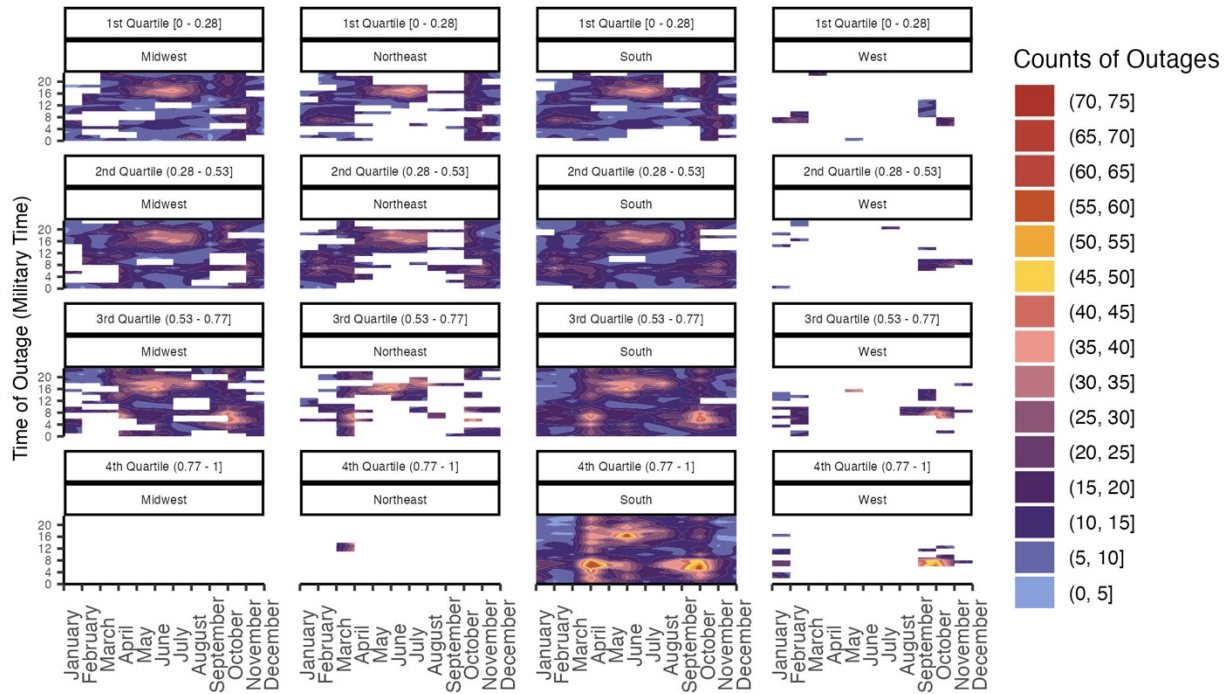 1st Quartile [0 - 0.28] 1st Quartile [0 - 0.28] 1st Quartile [0 - 0.28] 1st Quartile [0 - 0.28]
Midwest Northeast South West
20
16
12
8
4
0
2nd Quartile (0.28 - 0.53] 2nd Quartile (0.28 - 0.53] 2nd Quartile (0.28 - 0.53] 2nd Quartile (0.28 - 0.53]
Midwest Northeast South West
20
16
12
8
4
0
3rd Quartile (0.53 - 0.77] 3rd Quartile (0.53 - 0.77] 3rd Quartile (0.53 - 0.77] 3rd Quartile (0.53 - 0.77]
Midwest Northeast South West
20
16
12
8
4
0
4th Quartile (0.77 - 1] 4th Quartile (0.77 - 1] 4th Quartile (0.77 - 1] 4th Quartile (0.77 - 1]
Midwest Northeast South West
20
16
12
8
4
0
Time of Outage (Military Time)
January
February
March
April
May
June
July
August
September
October
November
December
January
February
March
April
May
June
July
August
September
October
November
December
January
February
March
April
May
June
July
August
September
October
November
December
January
February
March
April
May
June
July
August
September
October
November
December
Counts of Outages
(70, 75]
(65, 70]
(60, 65]
(55, 60]
(50, 55]
(45, 50]
(40, 45]
(35, 40]
(30, 35]
(25, 30]
(20, 25]
(15, 20]
(10, 15]
(5, 10]
(0, 5]